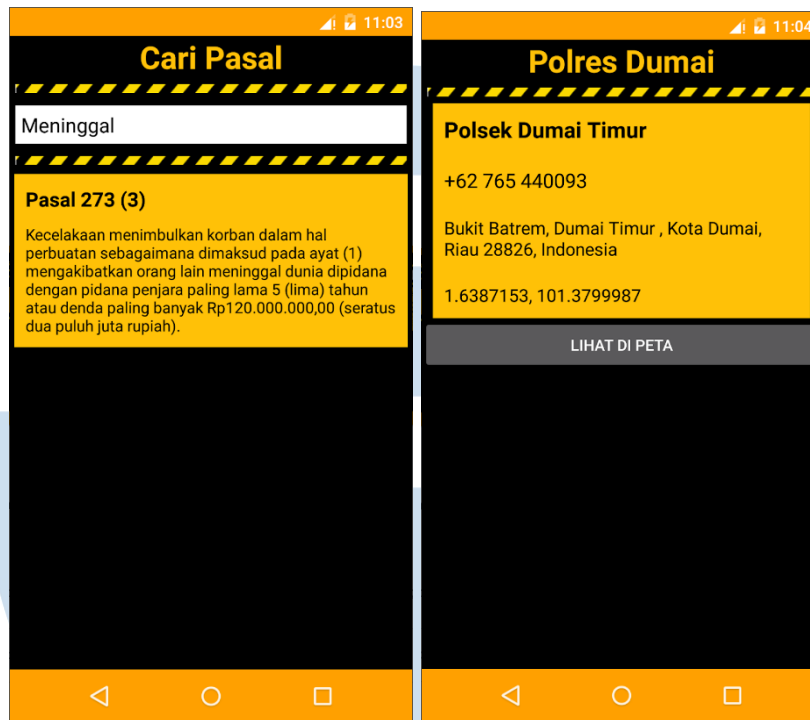 11:03
Cari Pasal
Meninggal
Pasal 273 (3)
Kecelakaan menimbulkan korban dalam hal
perbuatan sebagaimana dimaksud pada ayat (1)
mengakibatkan orang lain meninggal dunia dipidana
dengan pidana penjara paling lama 5 (lima) tahun
atau denda paling banyak Rp120.000.000,00 (seratus
dua puluh juta rupiah).
11:04
Polres Dumai
Polsek Dumai Timur
+62 765 440093
Bukit Batrem, Dumai Timur , Kota Dumai,
Riau 28826, Indonesia
1.6387153, 101.3799987
LIHAT DI PETA